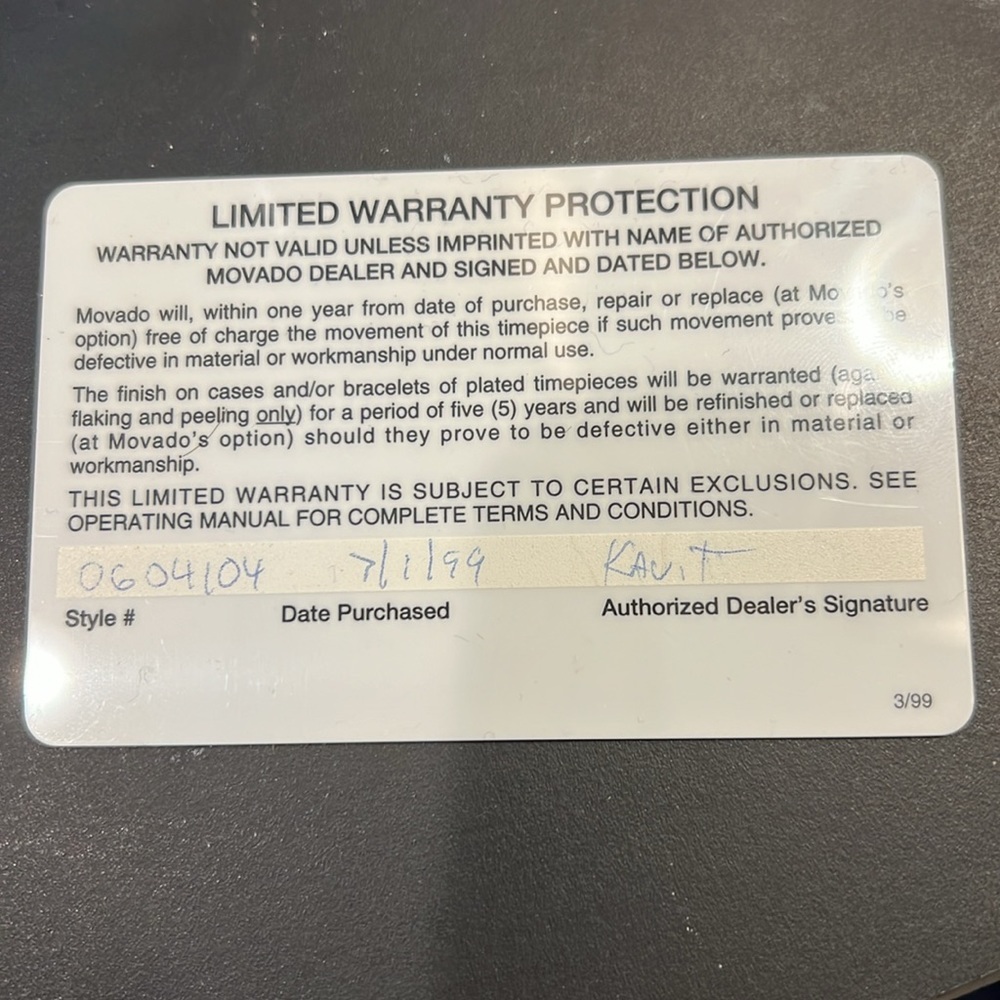 LIMITED WARRANTY PROTECTION
WARRANTY NOT VALID UNLESS IMPRINTED WITH NAME OF AUTHORIZED
MOVADO DEALER AND SIGNED AND DATED BELOW.
Movado will, within one year from date of purchase, repair or replace (at Movado's
option) free of charge the movement of this timepiece if such movement proves to be
defective in material or workmanship under normal use.
The finish on cases and/or bracelets of plated timepieces will be warranted (against
flaking and peeling only) for a period of five (5) years and will be refinished or replaced
(at Movado's option) should they prove to be defective either in material or
workmanship.
THIS LIMITED WARRANTY IS SUBJECT TO CERTAIN EXCLUSIONS. SEE
OPERATING MANUAL FOR COMPLETE TERMS AND CONDITIONS.
0604104 7/1/99 KAVIT
Style # Date Purchased Authorized Dealer's Signature
3/99